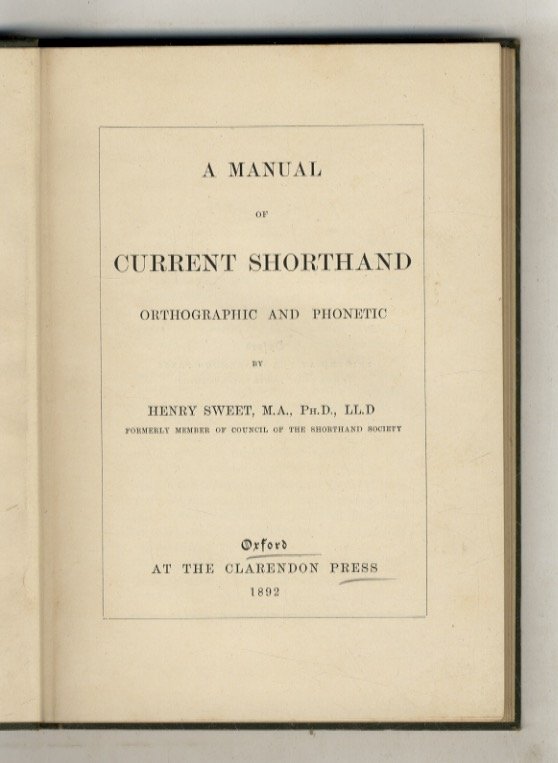 A MANUAL
OF
CURRENT SHORTHAND
ORTHOGRAPHIC AND PHONETIC
BY
HENRY SWEET, M.A., PH.D., LL.D
FORMERLY MEMBER OF COUNCIL OF THE SHORTHAND SOCIETY
Oxford
AT THE CLARENDON PRESS
1892